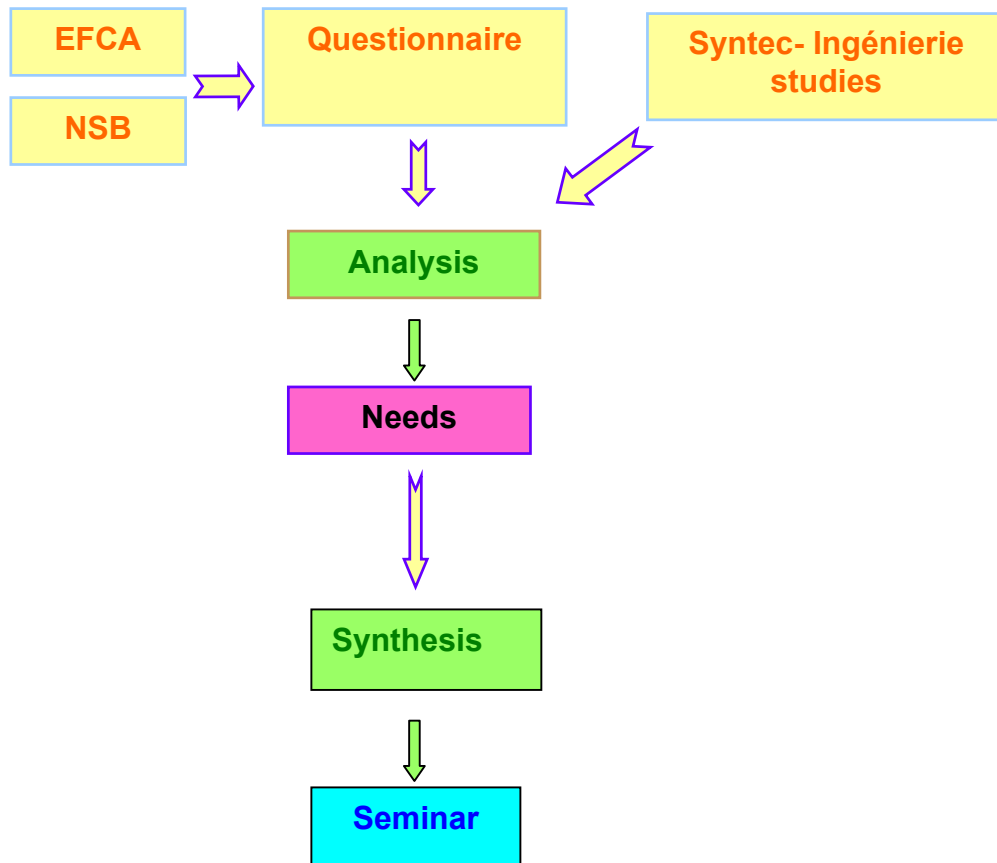 EFCA
NSB
Questionnaire
Syntec- Ingénierie
studies
Analysis
Needs
Synthesis
Seminar